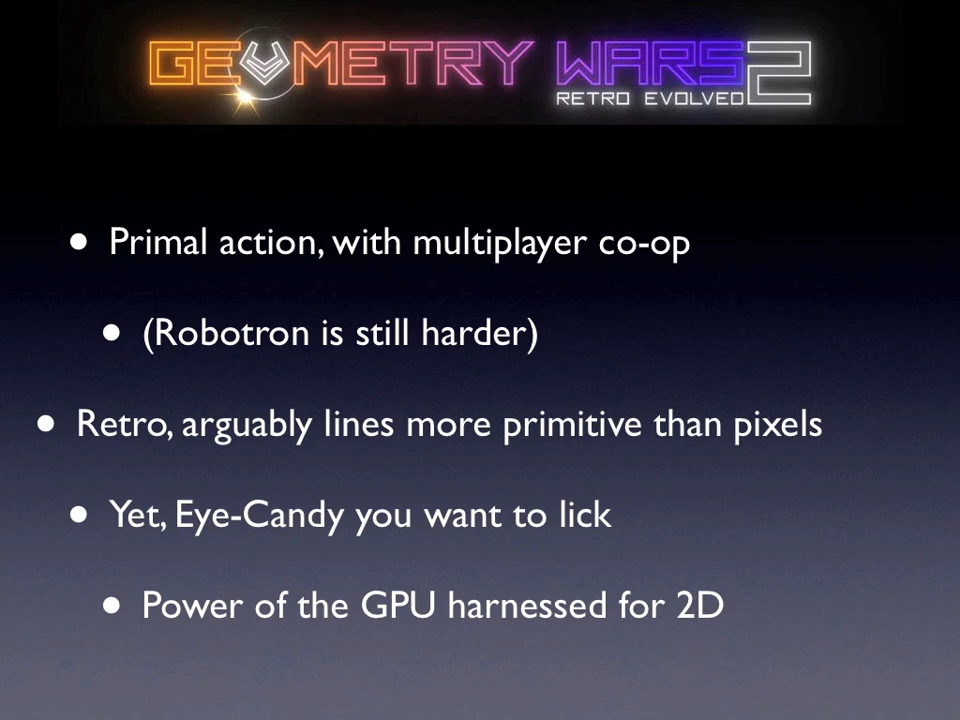 GEOMETRY WARS 2
RETRO EVOLVED
• Primal action, with multiplayer co-op
• (Robotron is still harder)
• Retro, arguably lines more primitive than pixels
• Yet, Eye-Candy you want to lick
• Power of the GPU harnessed for 2D